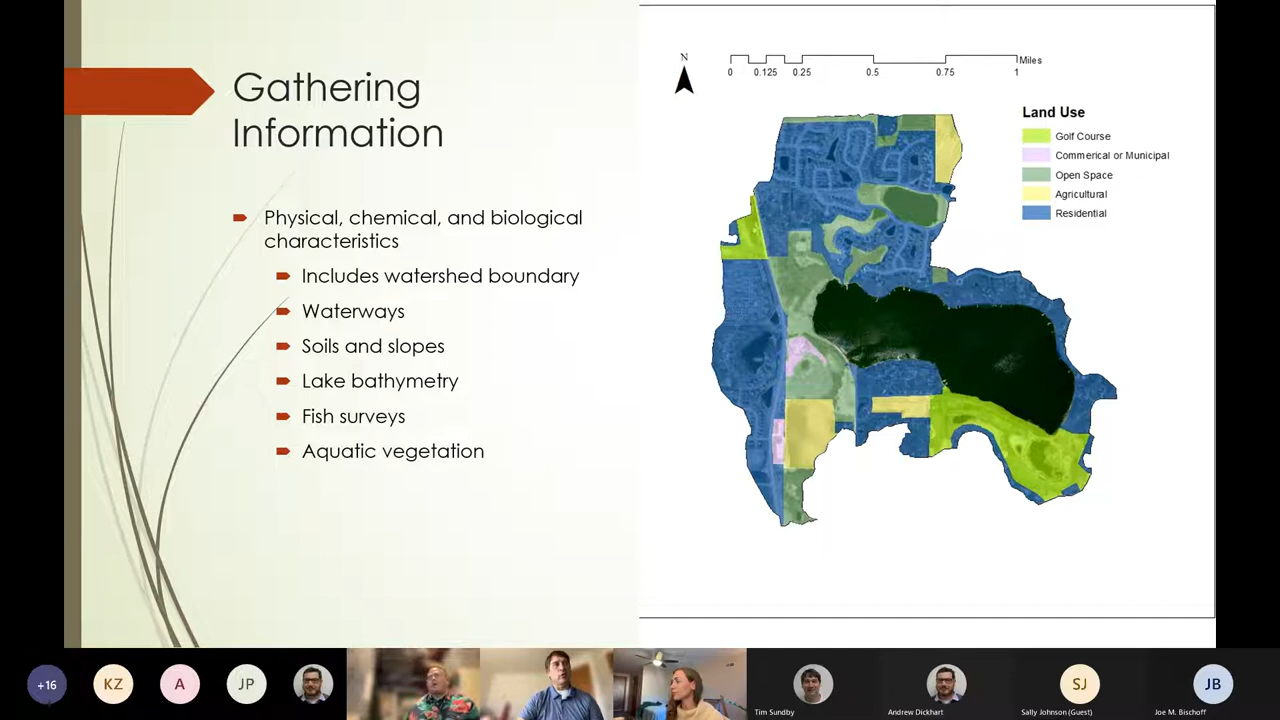 Gathering
Information
Physical, chemical, and biological
characteristics
Includes watershed boundary
Waterways
Soils and slopes
Lake bathymetry
Fish surveys
Aquatic vegetation
N
Miles
0 0.125 0.25 0.5 0.75 1
Land Use
Golf Course
Commerical or Municipal
Open Space
Agricultural
Residential
+16
KZ
A
JP
SJ
JB
Tim Sundby
Andrew Dickhart
Sally Johnson (Guest)
Joe M. Bischoff